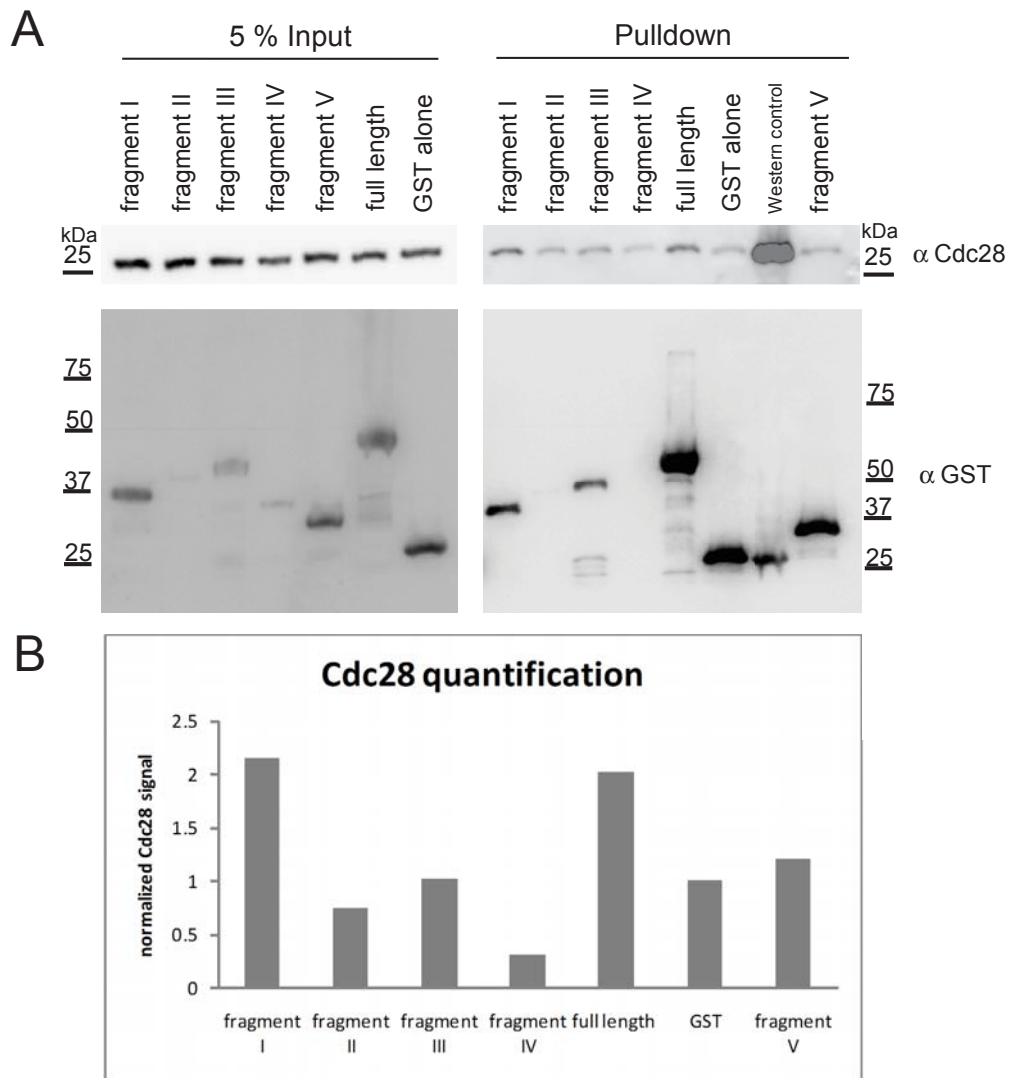 A
5 % Input
Pulldown
fragment I
fragment II
fragment III
fragment IV
fragment V
full length
GST alone
fragment I
fragment II
fragment III
fragment IV
full length
GST alone
Western control
fragment V
kDa
25
kDa
25
α Cdc28
75
50
37
25
75
50
37
25
α GST
B
Cdc28 quantification
normalized Cdc28 signal
2.5
2
1.5
1
0.5
0
fragment I
fragment II
fragment III
fragment IV
full length
GST
fragment V